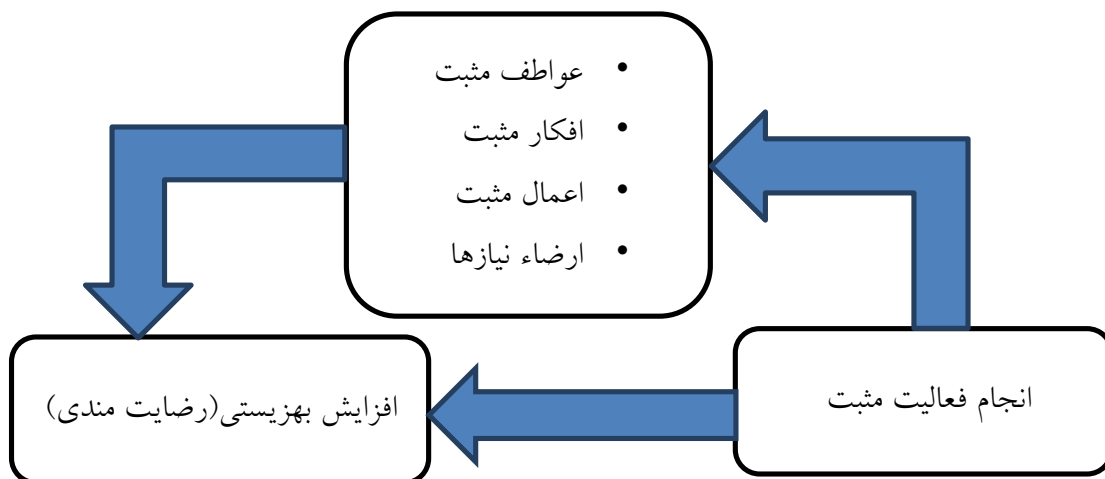 • عواطف مثبت
• افکار مثبت
• اعمال مثبت
• ارضاء نیازها
انجام فعالیت مثبت
افزایش بهزیستی(رضایت مندی)